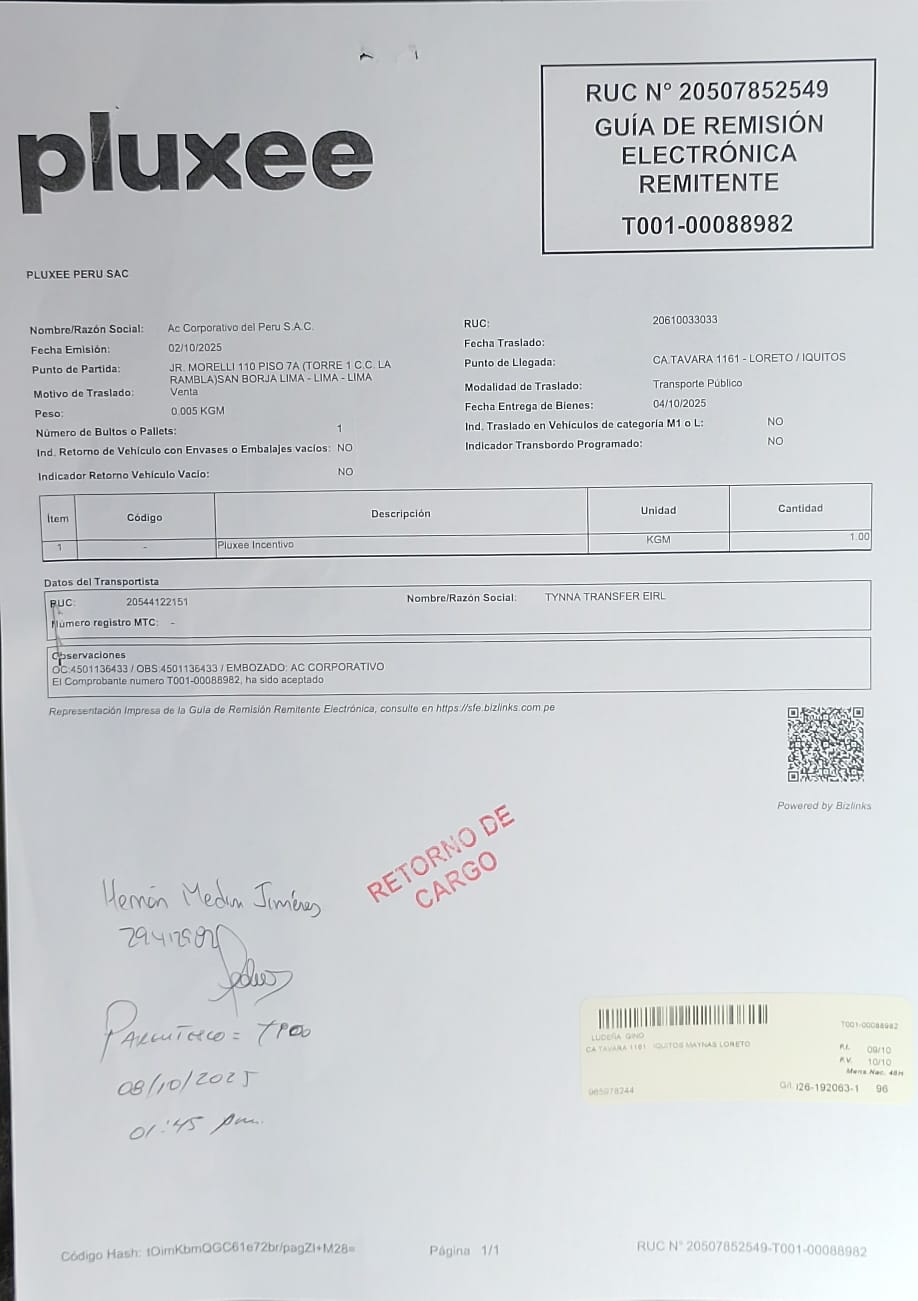 pluxee
RUC N° 20507852549
GUÍA DE REMISIÓN
ELECTRÓNICA
REMITENTE
T001-00088982
PLUXEE PERU SAC
Nombre/Razón Social: Ac Corporativo del Peru S.A.C.
Fecha Emisión: 02/10/2025
Punto de Partida: JR. MORELLI 110 PISO 7A (TORRE 1 C.C. LA
RAMBLA)SAN BORJA LIMA - LIMA - LIMA
Motivo de Traslado: Venta
Peso: 0.005 KGM
Número de Bultos o Pallets: 1
Ind. Retorno de Vehículo con Envases o Embalajes vacíos: NO
Indicador Retorno Vehículo Vacío: NO
RUC: 20610033033
Fecha Traslado:
Punto de Llegada: CA.TAVARA 1161 - LORETO / IQUITOS
Modalidad de Traslado: Transporte Público
Fecha Entrega de Bienes: 04/10/2025
Ind. Traslado en Vehículos de categoría M1 o L: NO
Indicador Transbordo Programado: NO
Ítem Código Descripción Unidad Cantidad
1 - Pluxee Incentivo KGM 1.00
Datos del Transportista
RUC: 20544122151 Nombre/Razón Social: TYNNA TRANSFER EIRL
Número registro MTC: -
Observaciones
OC:4501136433 / OBS:4501136433 / EMBOZADO: AC CORPORATIVO
El Comprobante numero T001-00088982, ha sido aceptado
Representación Impresa de la Guía de Remisión Remitente Electrónica, consulte en https://sfe.bizlinks.com.pe
Powered by Bizlinks
RETORNO DE
CARGO
Hernán Medin Jiménez
08/10/2025
01:45 pm.
LUDEÑA GINO
CA TAVARA 1161 IQUITOS MAYNAS LORETO
965978244
T001-00088982
R.I. 09/10
P.V. 10/10
Mens.Nac. 48H
G/I. I26-192063-1 96
Código Hash: tOimKbmQGC61e72br/pagZI+M28=
Página 1/1
RUC N° 20507852549-T001-00088982